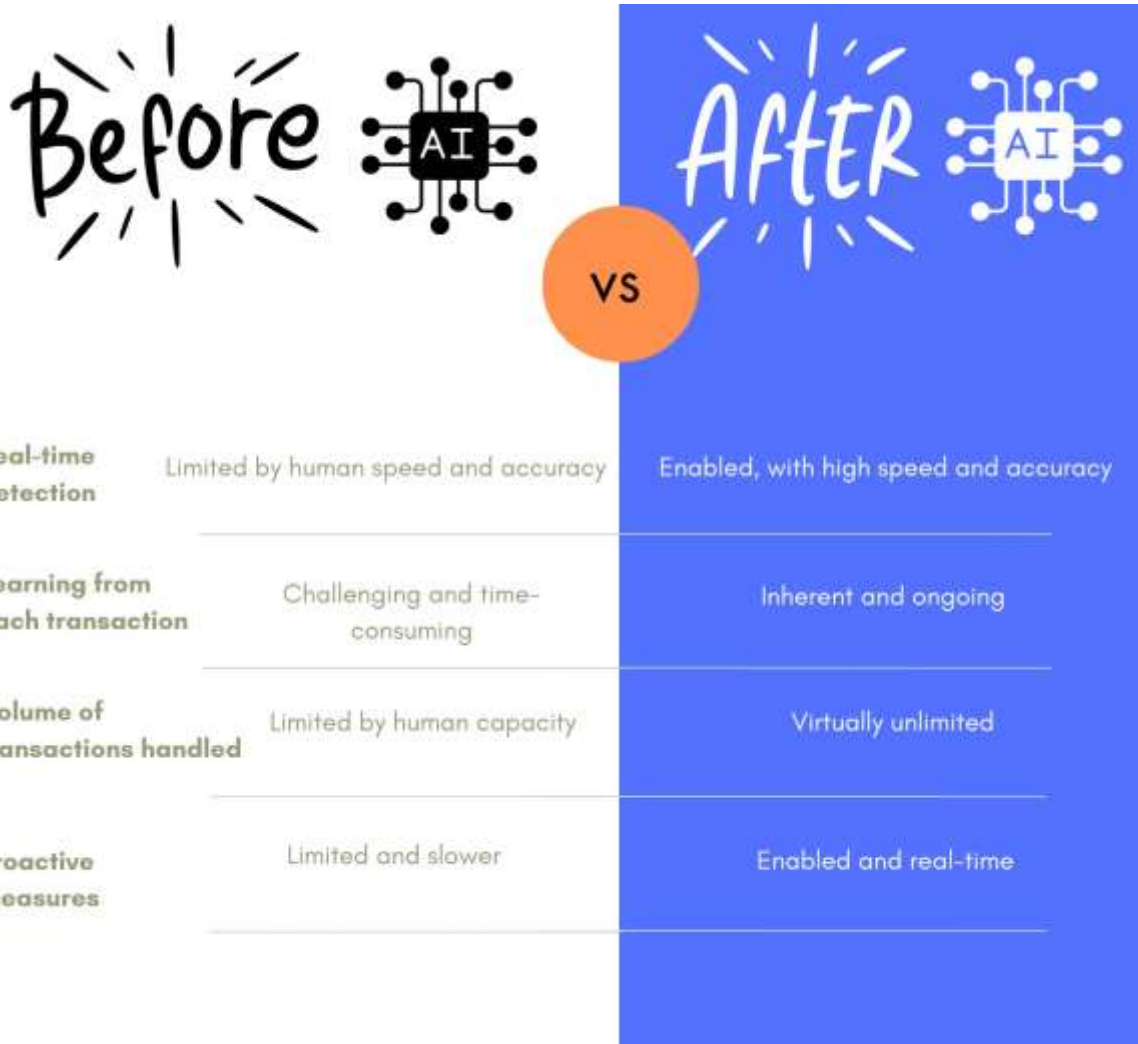 Before
AI
AftER
AI
vs
eal-time
etection
Limited by human speed and accuracy
Enabled, with high speed and accuracy
earning from
ach transaction
Challenging and time-
consuming
Inherent and ongoing
olume of
ansactions handled
Limited by human capacity
Virtually unlimited
roactive
easures
Limited and slower
Enabled and real-time